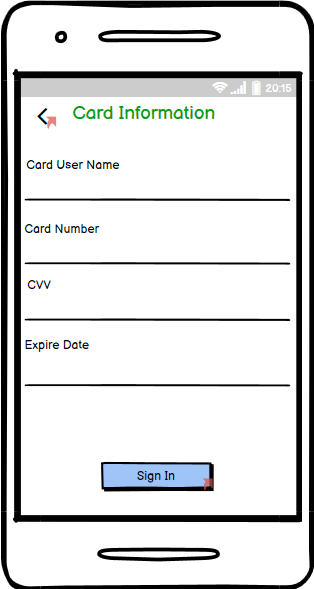 20:15
Card Information
Card User Name
Card Number
CVV
Expire Date
Sign In